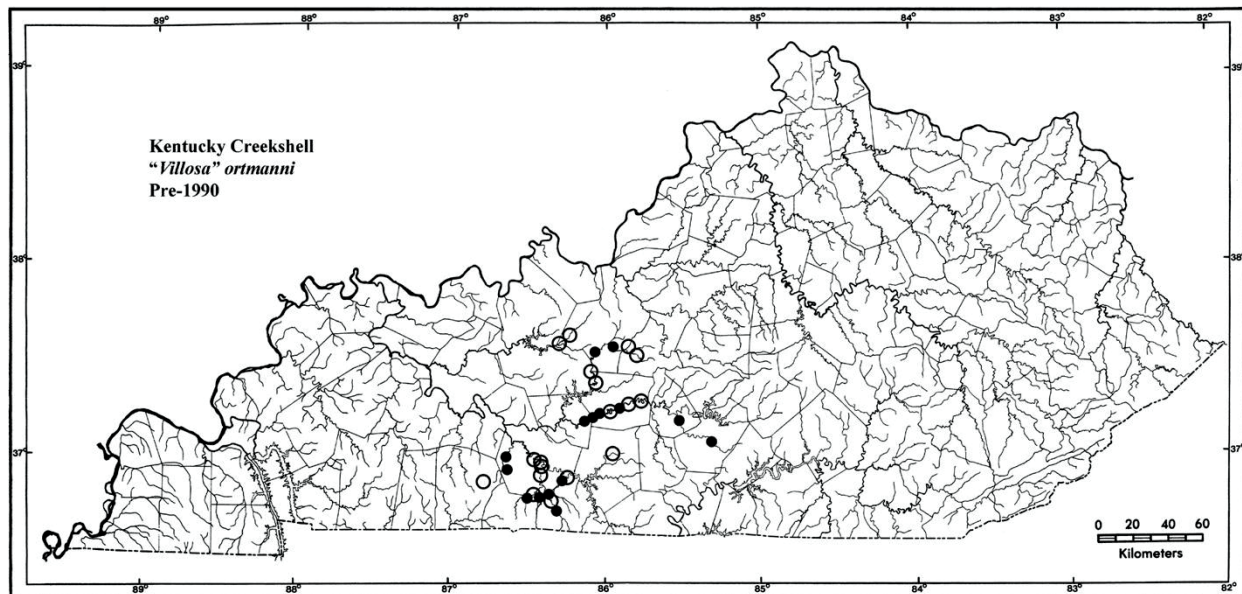 89° 88° 87° 86° 85° 84° 83°
39° 39°
Kentucky Creekshell
“Villosa” ortmanni
Pre-1990
38° 38°
37° 37°
0 20 40 60
Kilometers
89° 88° 87° 86° 85° 84° 83° 82°